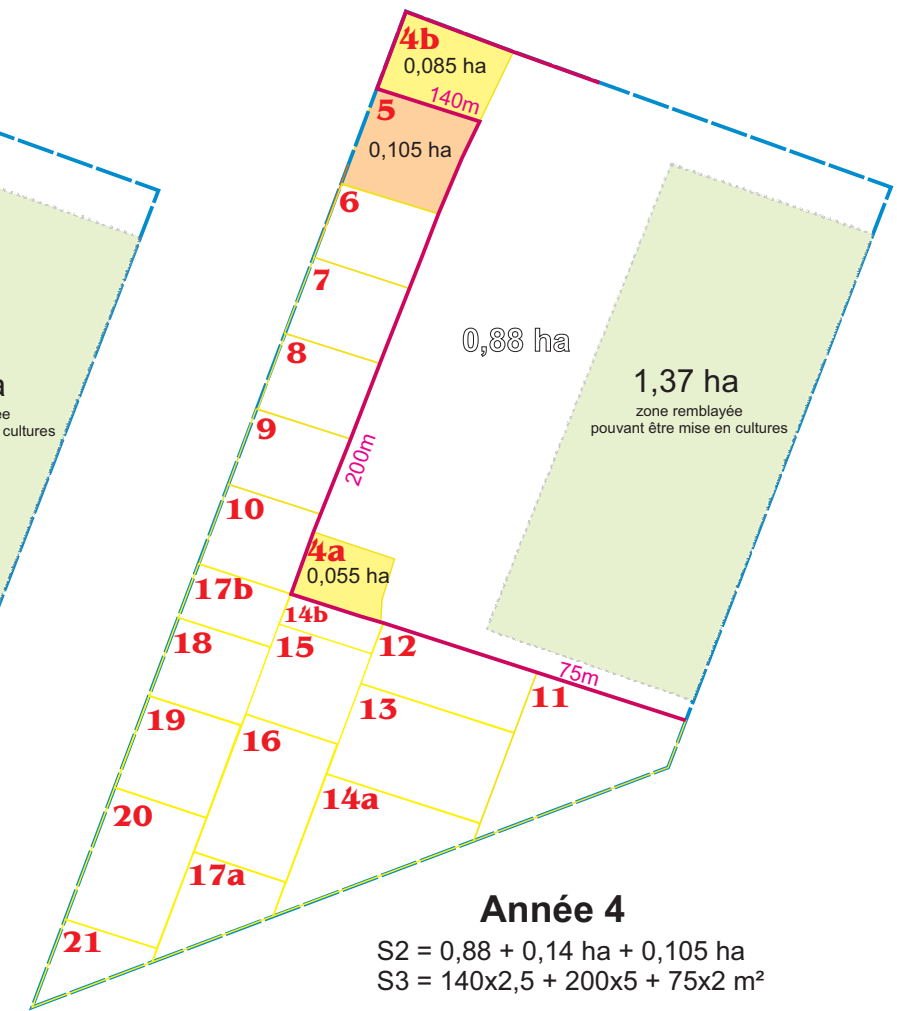 4b
0,085 ha
140m
5
0,105 ha
6
7
8
0,88 ha
1,37 ha
zone remblayée
pouvant être mise en cultures
cultures
9
200m
10
4a
0,055 ha
17b
14b
18
15
12
75m
11
19
16
13
20
14a
17a
21
Année 4
S2 = 0,88 + 0,14 ha + 0,105 ha
S3 = 140x2,5 + 200x5 + 75x2 m²